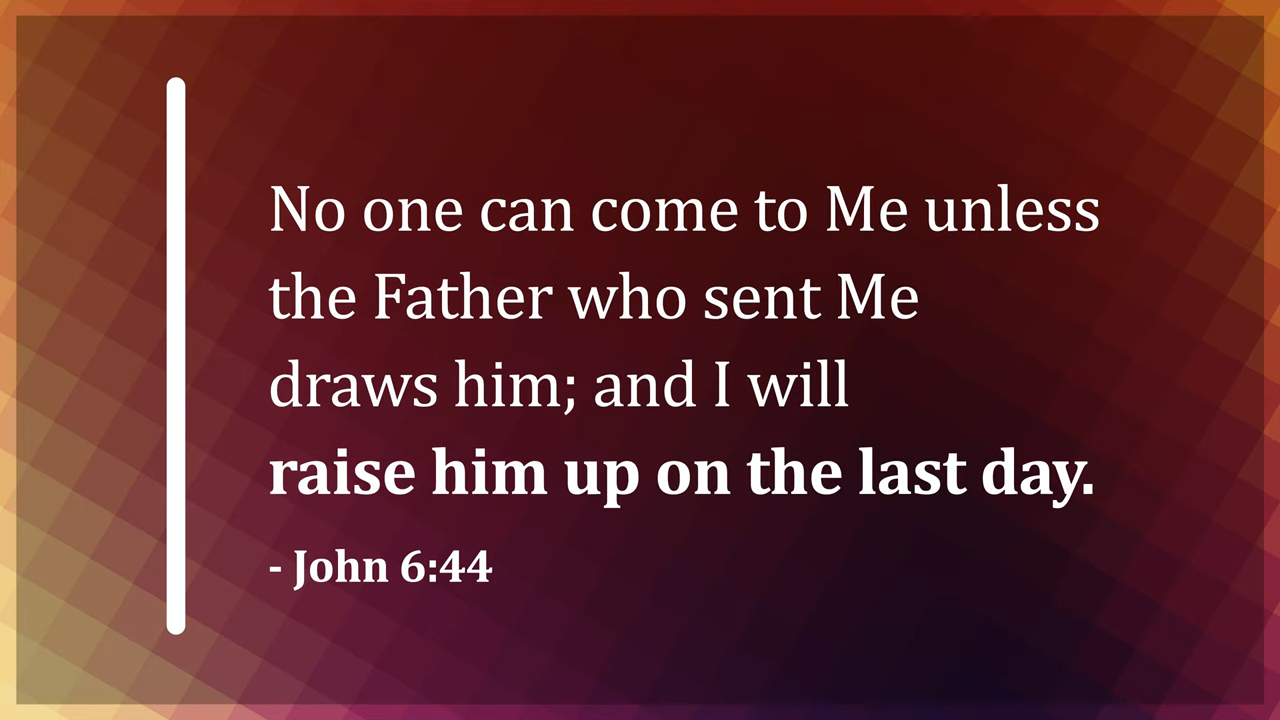 No one can come to Me unless
the Father who sent Me
draws him; and I will
raise him up on the last day.
- John 6:44